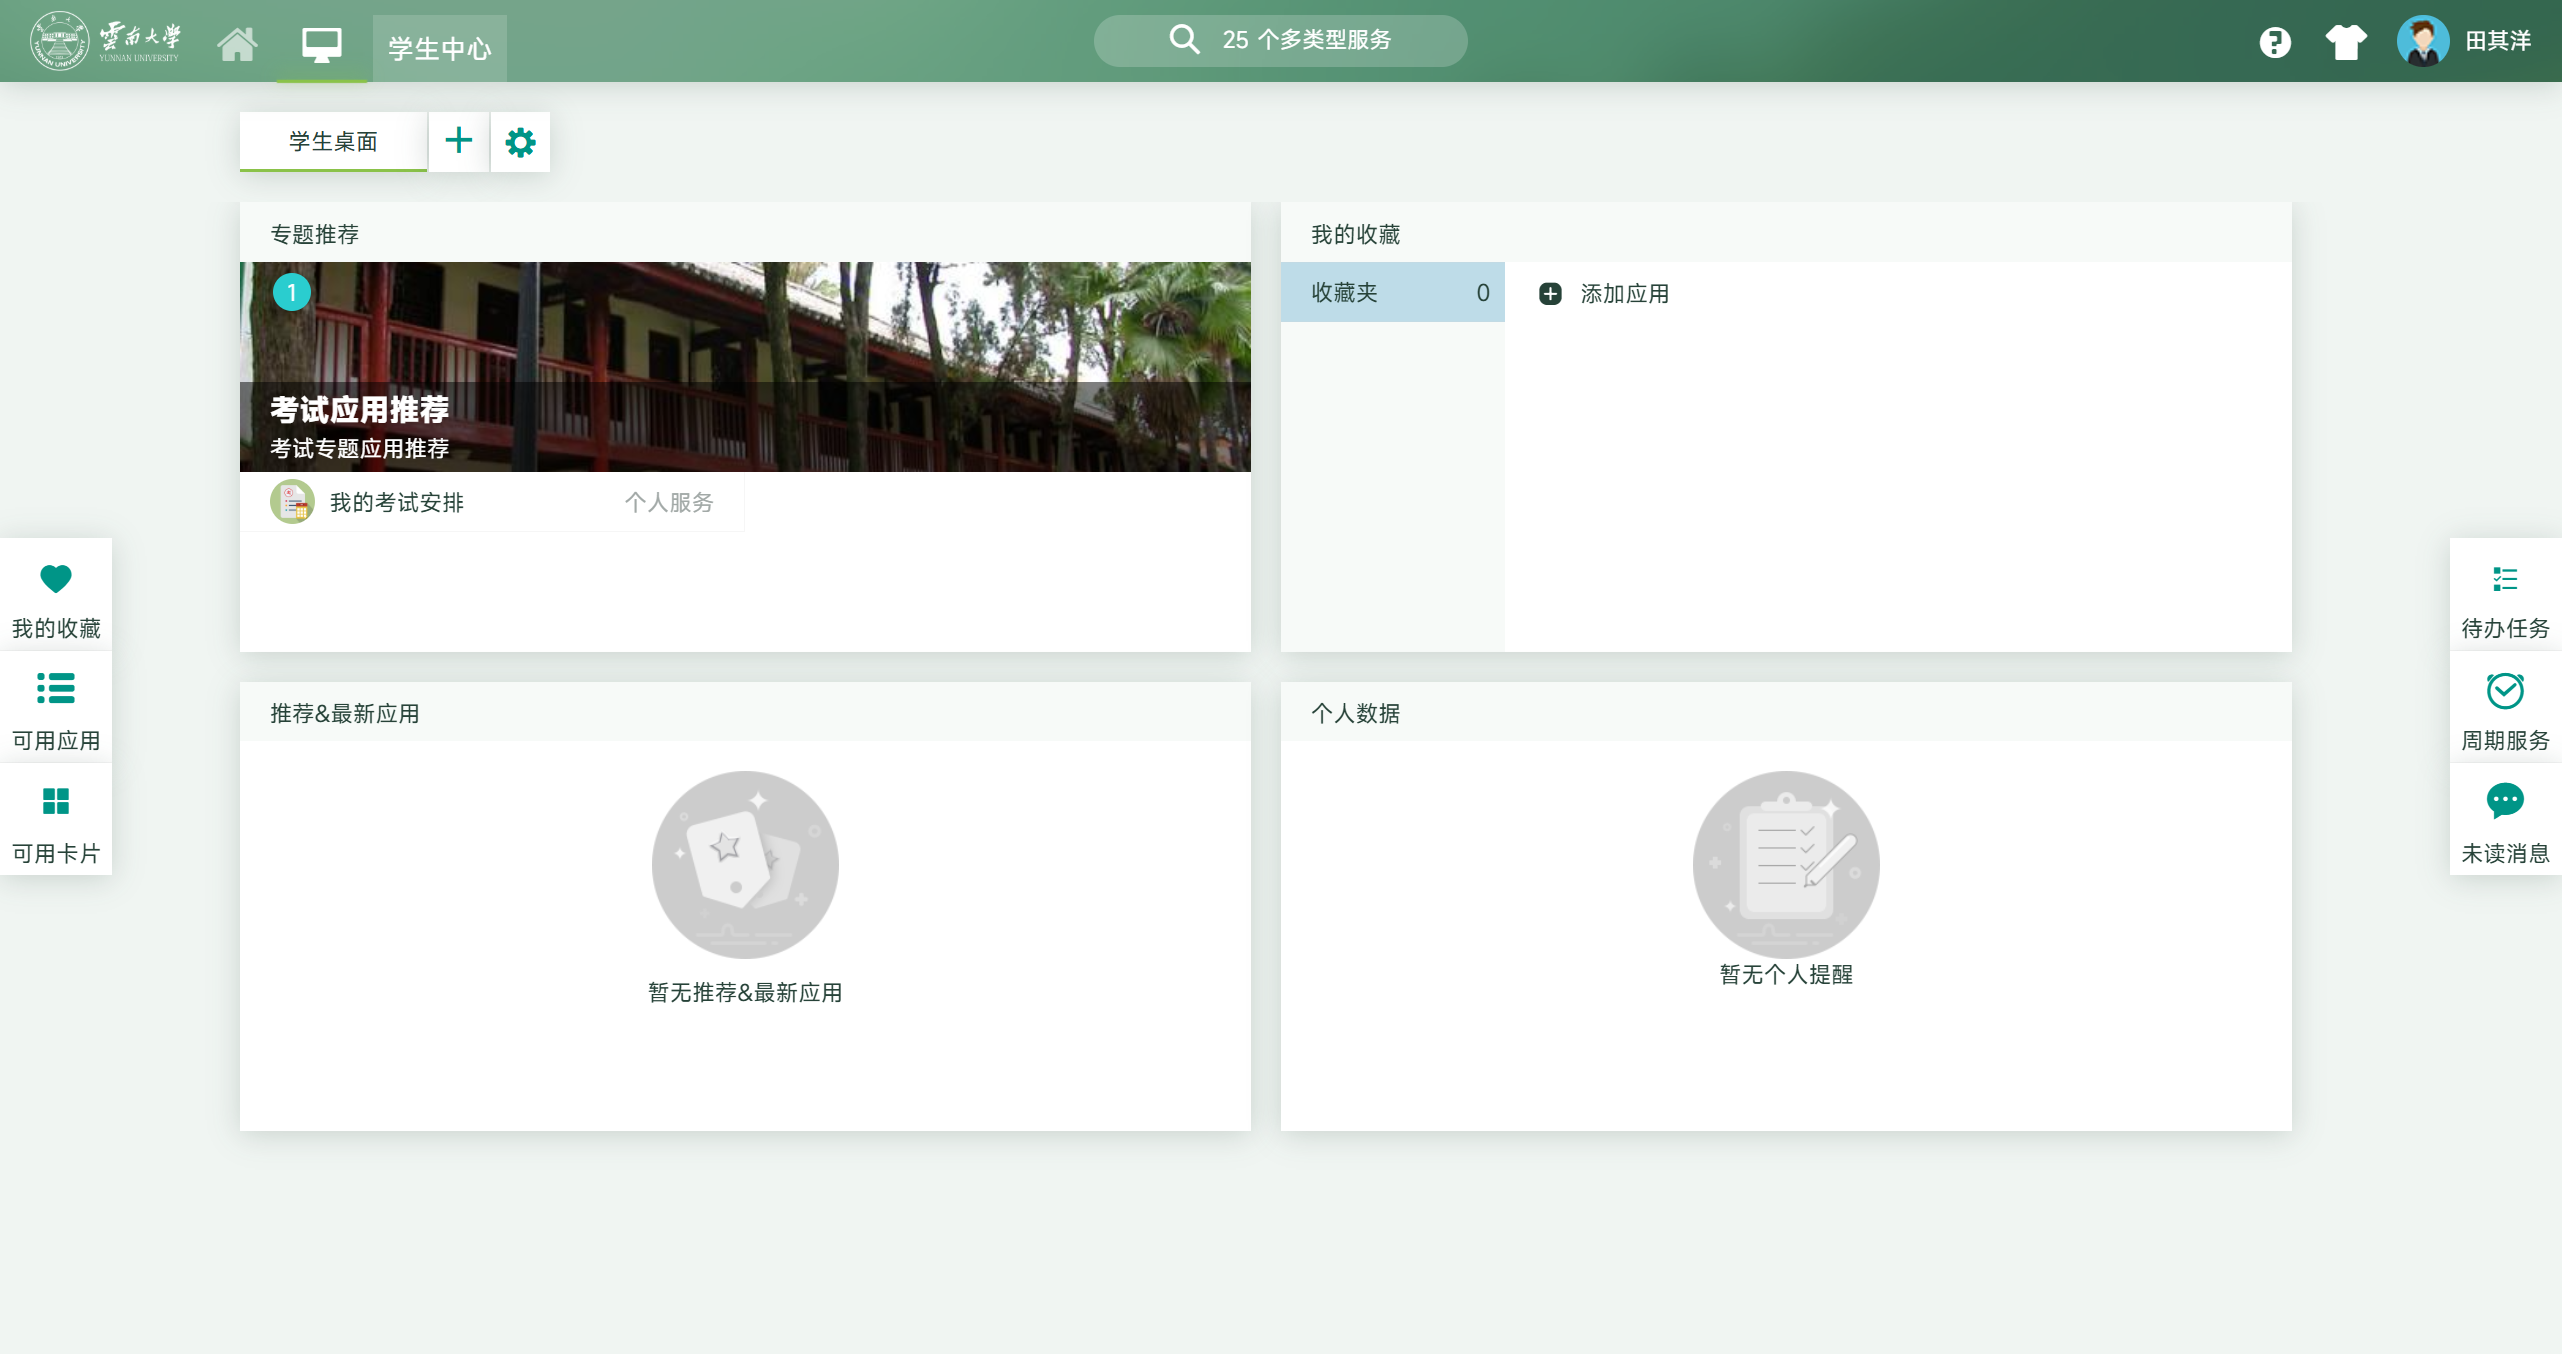 雲南大學
YUNNAN UNIVERSITY
学生中心
25 个多类型服务
田其洋
学生桌面
专题推荐
1
考试应用推荐
考试专题应用推荐
我的考试安排
个人服务
我的收藏
收藏夹 0
添加应用
我的收藏
可用应用
可用卡片
待办任务
周期服务
未读消息
推荐&最新应用
暂无推荐&最新应用
个人数据
暂无个人提醒